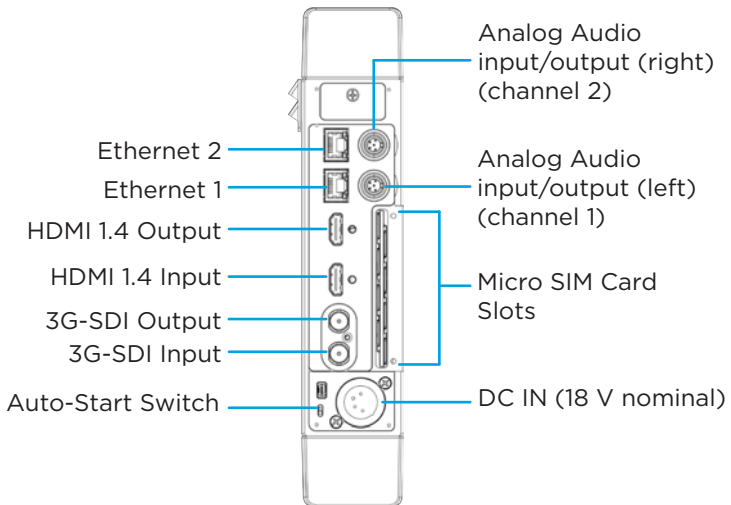 Analog Audio
input/output (right)
(channel 2)
Ethernet 2
Ethernet 1
Analog Audio
input/output (left)
(channel 1)
HDMI 1.4 Output
HDMI 1.4 Input
Micro SIM Card
Slots
3G-SDI Output
3G-SDI Input
Auto-Start Switch
DC IN (18 V nominal)